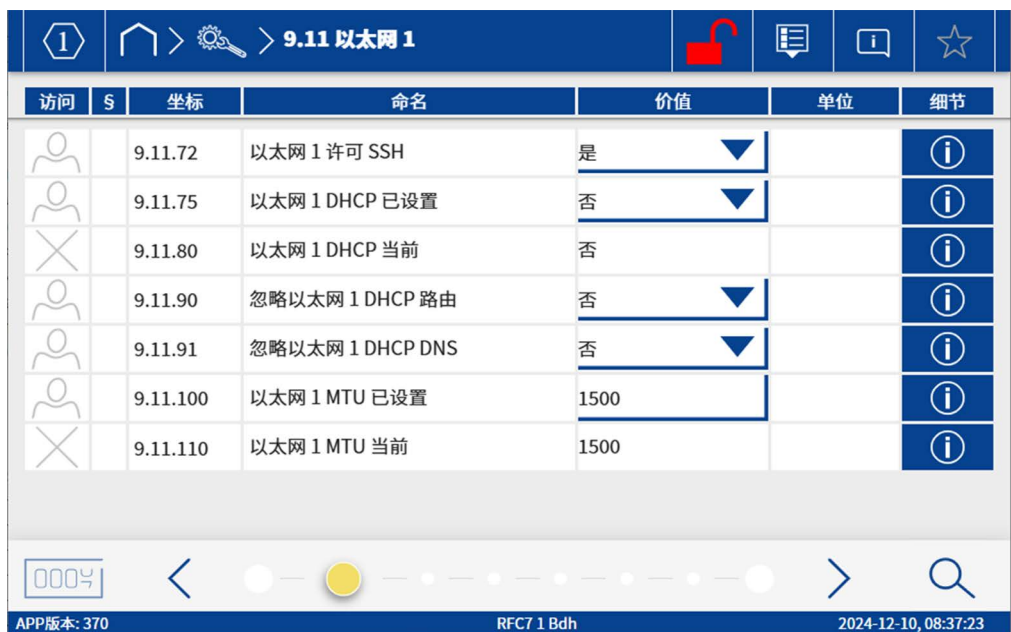 1 9.11 以太网 1
访问 § 坐标 命名 价值 单位 细节
9.11.72 以太网 1 许可 SSH 是
9.11.75 以太网 1 DHCP 已设置 否
9.11.80 以太网 1 DHCP 当前 否
9.11.90 忽略以太网 1 DHCP 路由 否
9.11.91 忽略以太网 1 DHCP DNS 否
9.11.100 以太网 1 MTU 已设置 1500
9.11.110 以太网 1 MTU 当前 1500
APP版本: 370 RFC7 1 Bdh 2024-12-10, 08:37:23